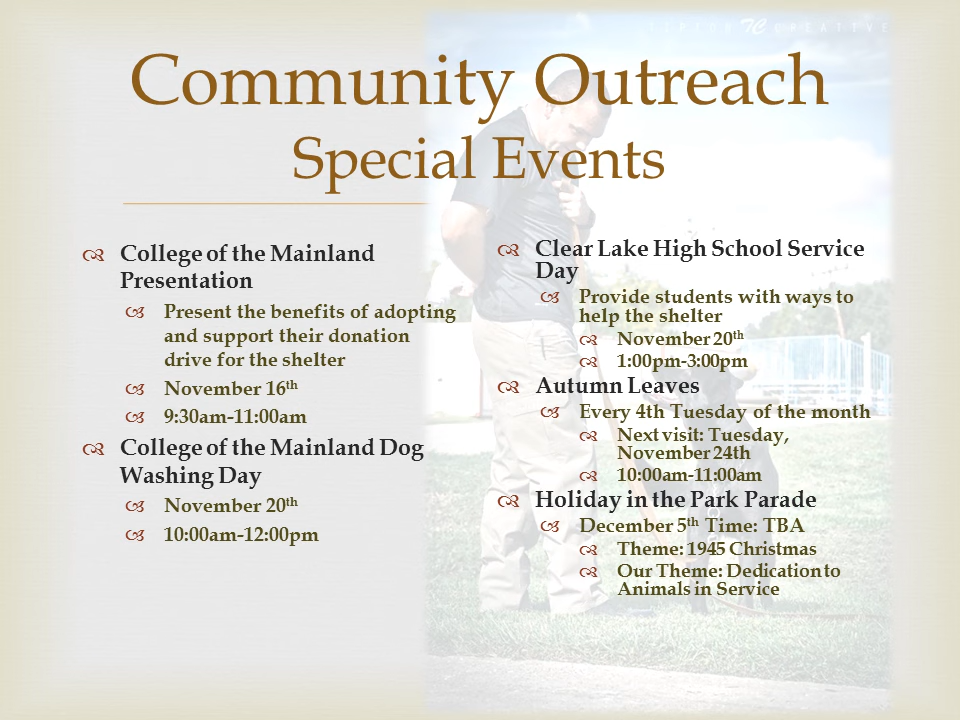 TIPTON TC CREATIVE
Community Outreach
Special Events
College of the Mainland
Presentation
Present the benefits of adopting
and support their donation
drive for the shelter
November 16th
9:30am-11:00am
College of the Mainland Dog
Washing Day
November 20th
10:00am-12:00pm
Clear Lake High School Service
Day
Provide students with ways to
help the shelter
November 20th
1:00pm-3:00pm
Autumn Leaves
Every 4th Tuesday of the month
Next visit: Tuesday,
November 24th
10:00am-11:00am
Holiday in the Park Parade
December 5th Time: TBA
Theme: 1945 Christmas
Our Theme: Dedication to
Animals in Service